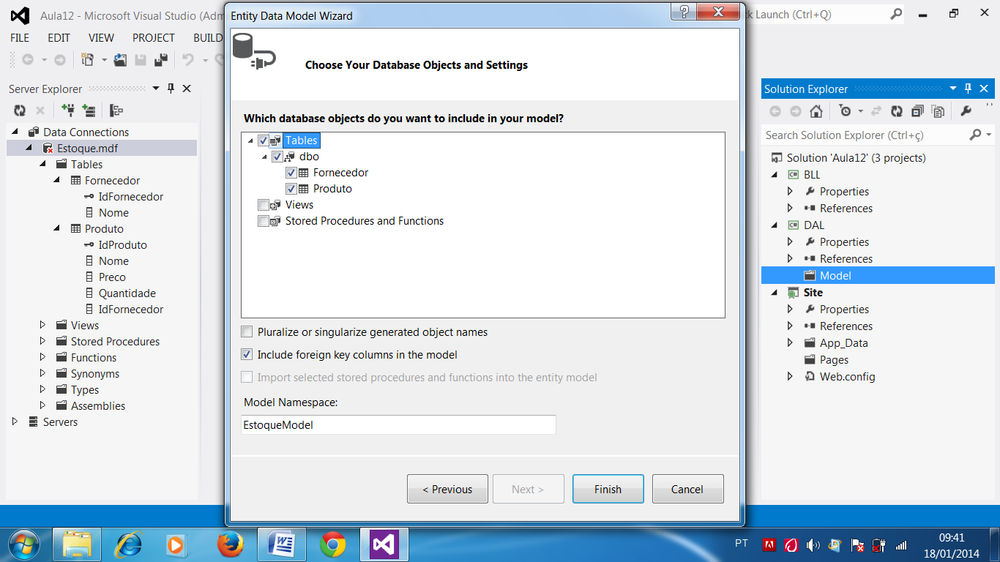 Aula12 - Microsoft Visual Studio (Adm
Entity Data Model Wizard
ck Launch (Ctrl+Q)
FILE EDIT VIEW PROJECT BUILD
Choose Your Database Objects and Settings
Server Explorer
Data Connections
Estoque.mdf
Tables
Fornecedor
IdFornecedor
Nome
Produto
IdProduto
Nome
Preco
Quantidade
IdFornecedor
Views
Stored Procedures
Functions
Synonyms
Types
Assemblies
Servers
Which database objects do you want to include in your model?
Tables
dbo
Fornecedor
Produto
Views
Stored Procedures and Functions
Pluralize or singularize generated object names
Include foreign key columns in the model
Import selected stored procedures and functions into the entity model
Model Namespace:
EstoqueModel
< Previous
Next >
Finish
Cancel
Solution Explorer
Search Solution Explorer (Ctrl+ç)
Solution 'Aula12' (3 projects)
BLL
Properties
References
DAL
Properties
References
Model
Site
Properties
References
App_Data
Pages
Web.config
PT
09:41
18/01/2014